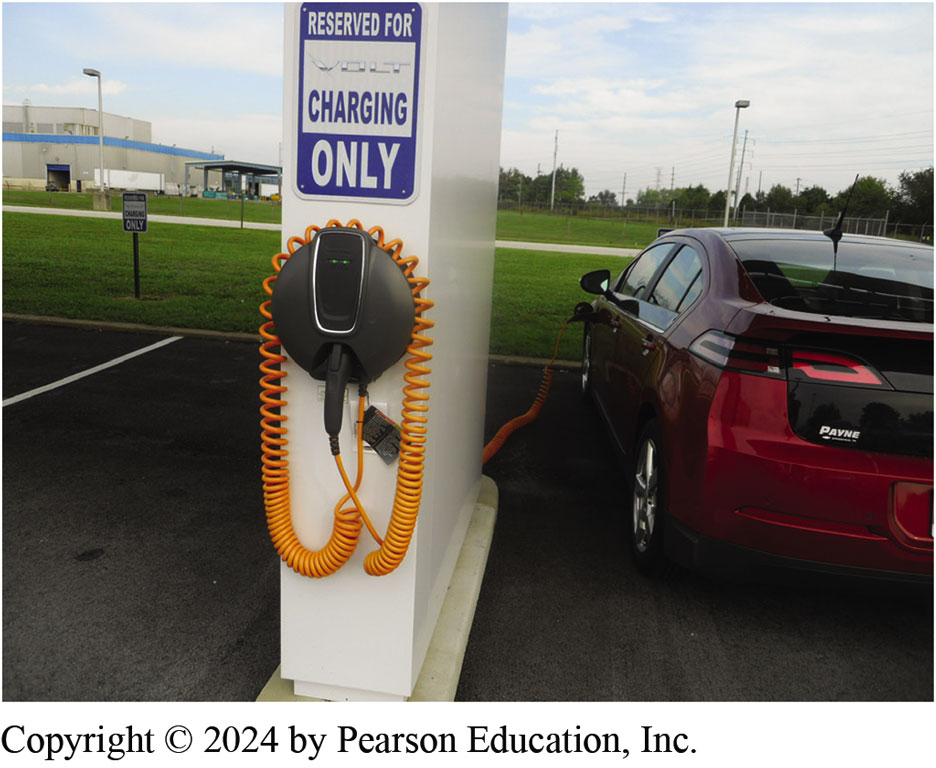 RESERVED FOR
VOLT
CHARGING
ONLY
CHARGING
ONLY
PAYNE
Copyright © 2024 by Pearson Education, Inc.